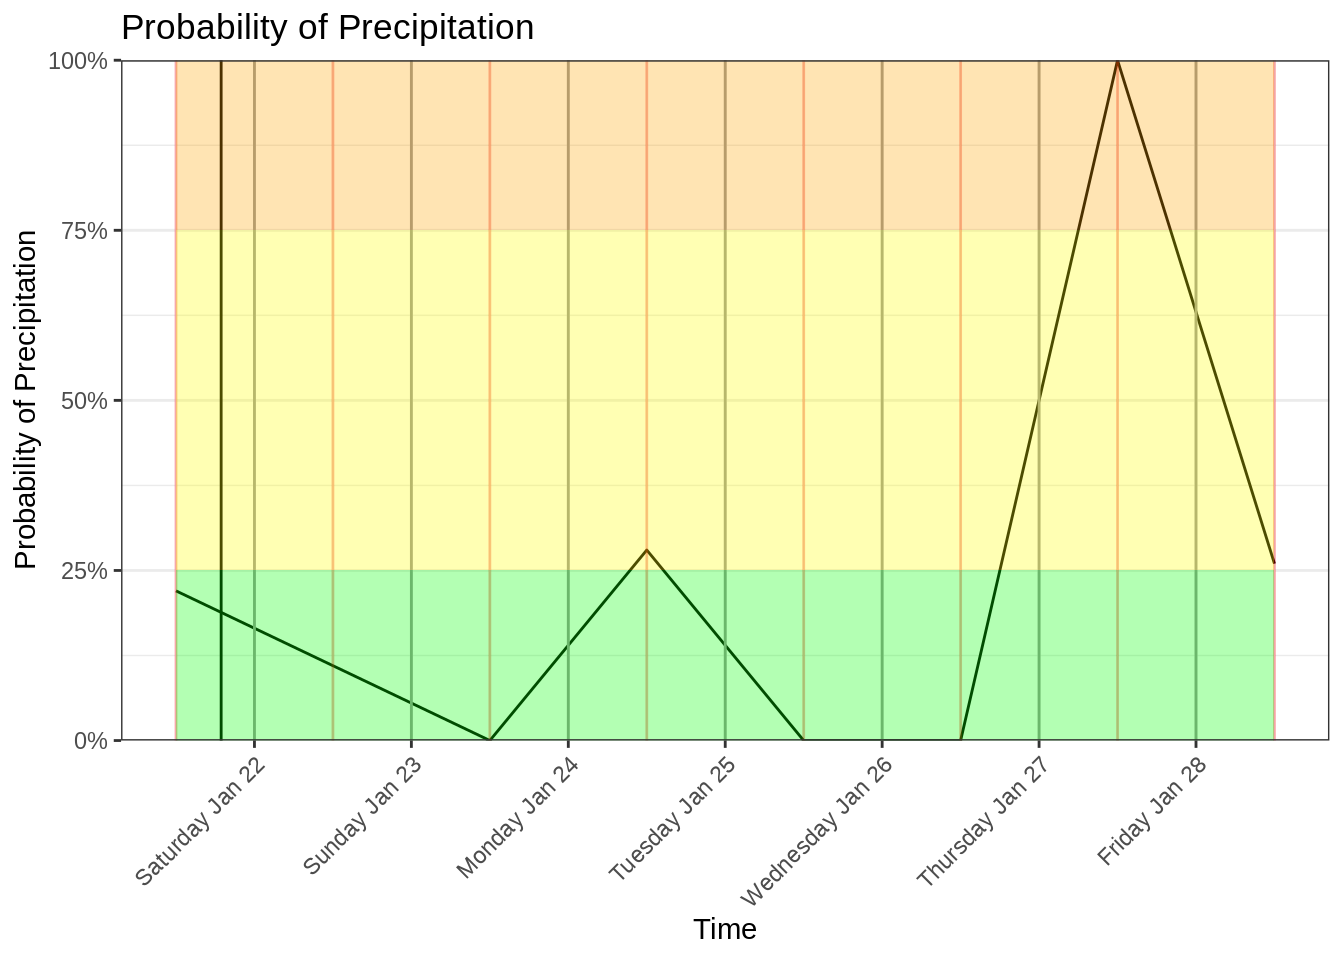 Probability of Precipitation
Probability of Precipitation
100%
75%
50%
25%
0%
Saturday Jan 22
Sunday Jan 23
Monday Jan 24
Tuesday Jan 25
Wednesday Jan 26
Thursday Jan 27
Friday Jan 28
Time